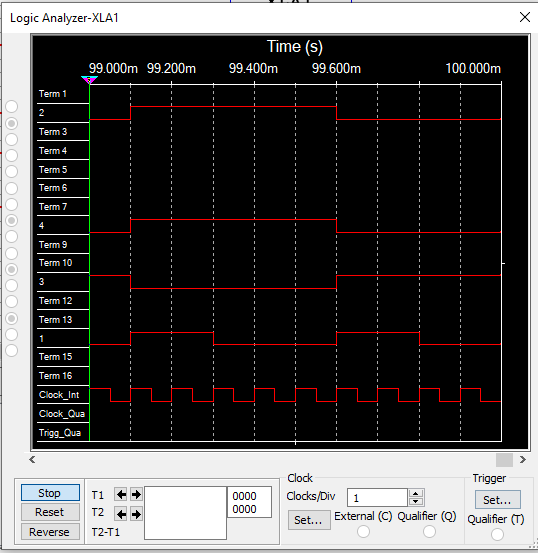 Logic Analyzer-XLA1
Time (s)
99.000m 99.200m 99.400m 99.600m 100.000m
Term 1
2
Term 3
Term 4
Term 5
Term 6
Term 7
4
Term 9
Term 10
3
Term 12
Term 13
1
Term 15
Term 16
Clock_Int
Clock_Qua
Trigg_Qua
Stop
Reset
Reverse
T1
T2
T2-T1
0000
0000
Clock
Clocks/Div 1
Set...
External (C) Qualifier (Q)
Trigger
Set...
Qualifier (T)